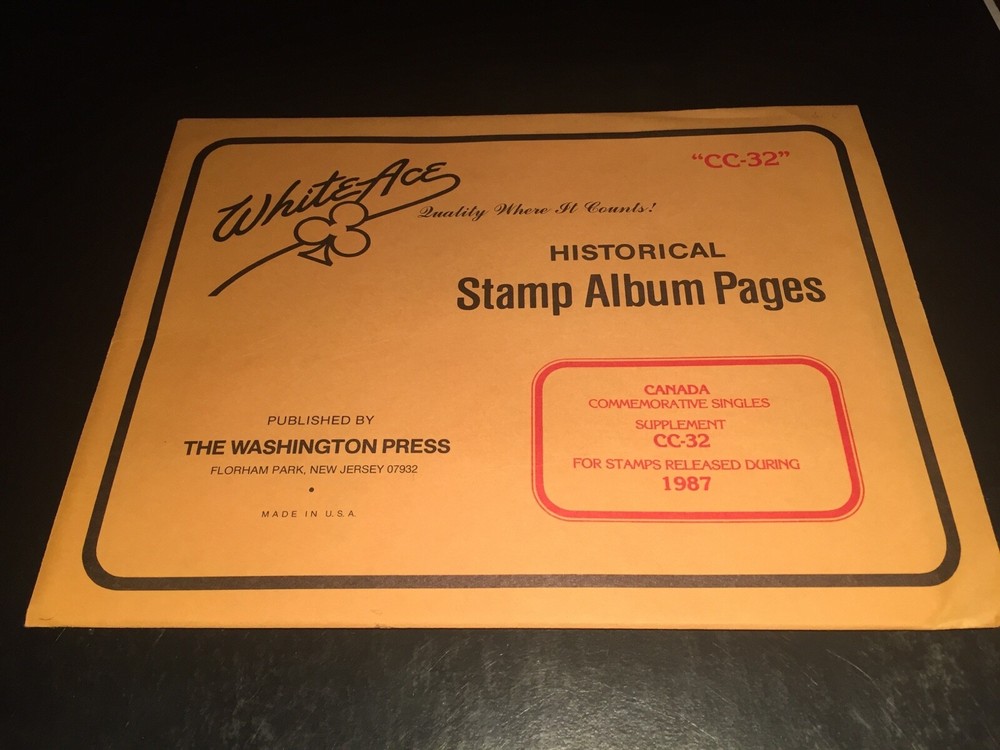 "CC-32"
White Ace
Quality Where It Counts!
HISTORICAL
Stamp Album Pages
PUBLISHED BY
THE WASHINGTON PRESS
FLORHAM PARK, NEW JERSEY 07932
•
MADE IN U.S.A.
CANADA
COMMEMORATIVE SINGLES
SUPPLEMENT
CC-32
FOR STAMPS RELEASED DURING
1987